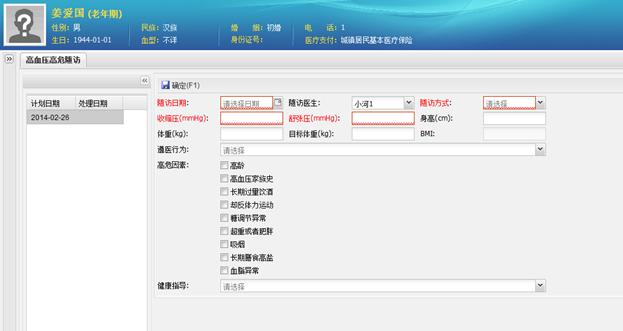 姜爱国 (老年期)
性别: 男 民族: 汉族 婚 姻: 初婚 电 话: 1
生日: 1944-01-01 血型: 不详 身份证号: 医疗支付: 城镇居民基本医疗保险
高血压高危随访
确定(F1)
计划日期 处理日期
2014-02-26
随访日期: 请选择日期 随访医生: 小河1 随访方式: 请选择
收缩压(mmHg): 舒张压(mmHg): 身高(cm):
体重(kg): 目标体重(kg): BMI:
遵医行为: 请选择
高危因素: 高龄
高血压家族史
长期过量饮酒
却反体力运动
糖调节异常
超重或者肥胖
吸烟
长期膳食高盐
血脂异常
健康指导: 请选择